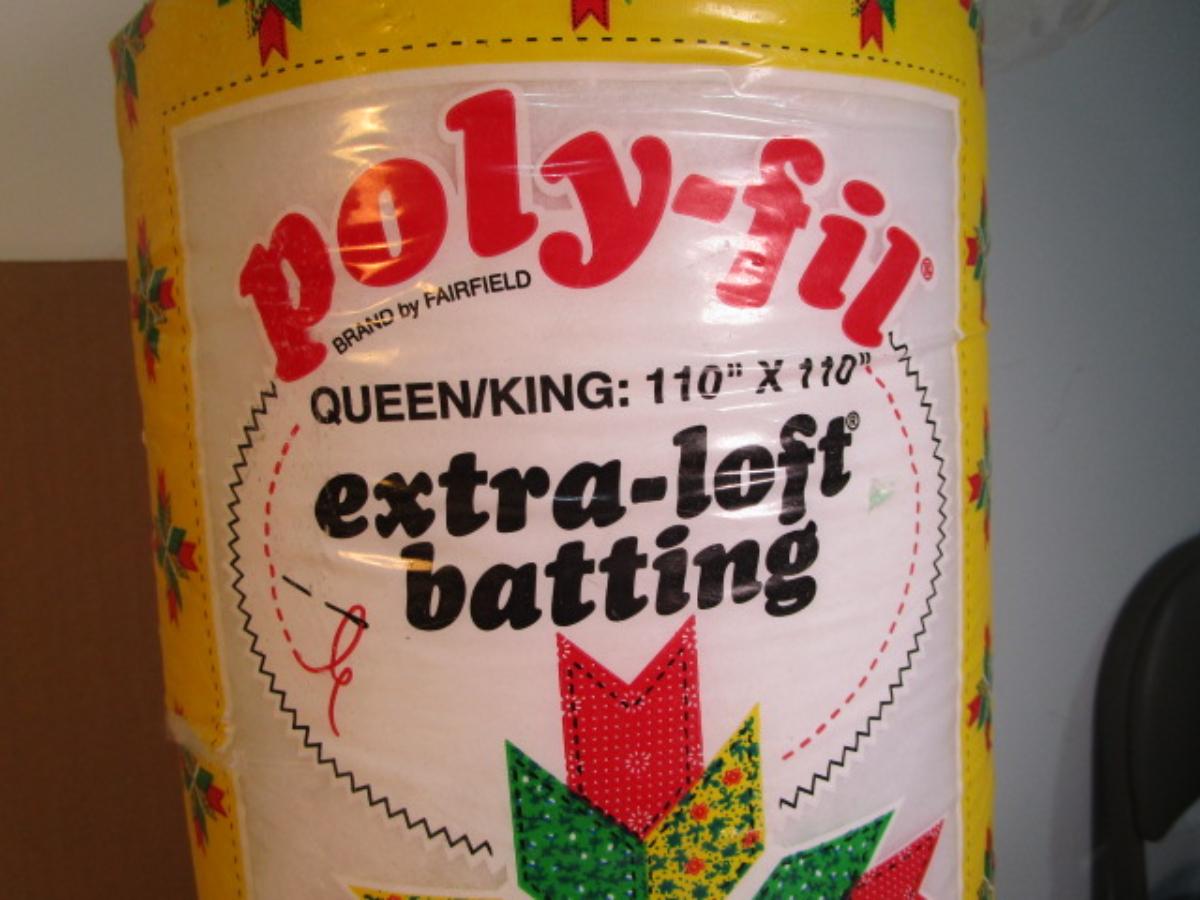 poly-fil®
BRAND by FAIRFIELD
QUEEN/KING: 110" X 110"
extra-loft®
batting